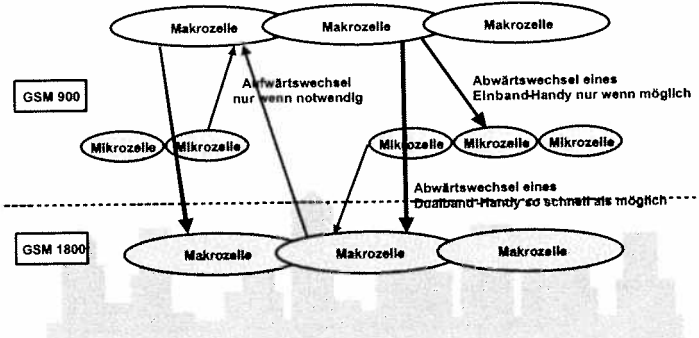 Makrozelle Makrozelle Makrozelle
GSM 900
Aufwärtswechsel
nur wenn notwendig
Abwärtswechsel eines
Einband-Handy nur wenn möglich
Mikrozelle Mikrozelle Mikrozelle Mikrozelle Mikrozelle
Abwärtswechsel eines
Dualband-Handy so schnell als möglich
GSM 1800
Makrozelle Makrozelle Makrozelle